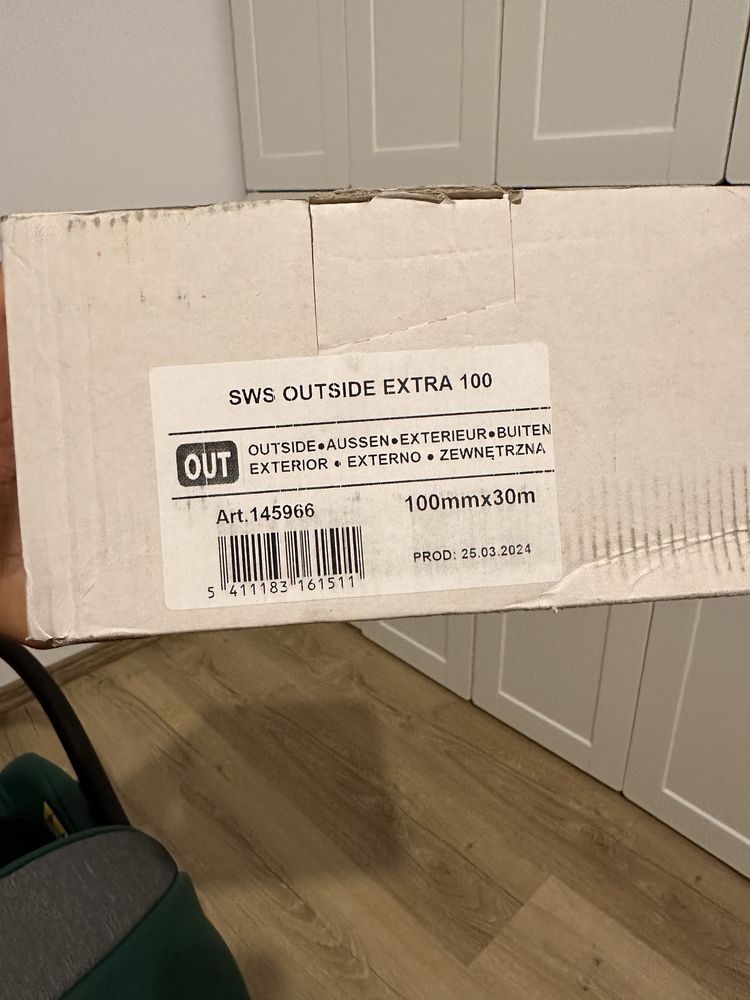 SWS OUTSIDE EXTRA 100
OUT
OUTSIDE•AUSSEN•EXTERIEUR•BUITEN
EXTERIOR • EXTERNO • ZEWNĘTRZNA
Art.145966
100mmx30m
PROD: 25.03.2024
5 411183 161511